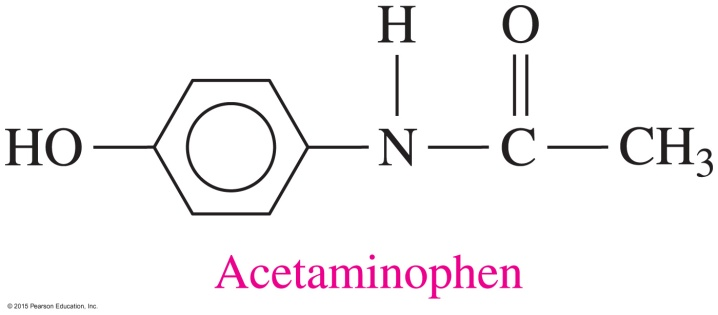 H O
HO N C CH₃
Acetaminophen
© 2015 Pearson Education, Inc.